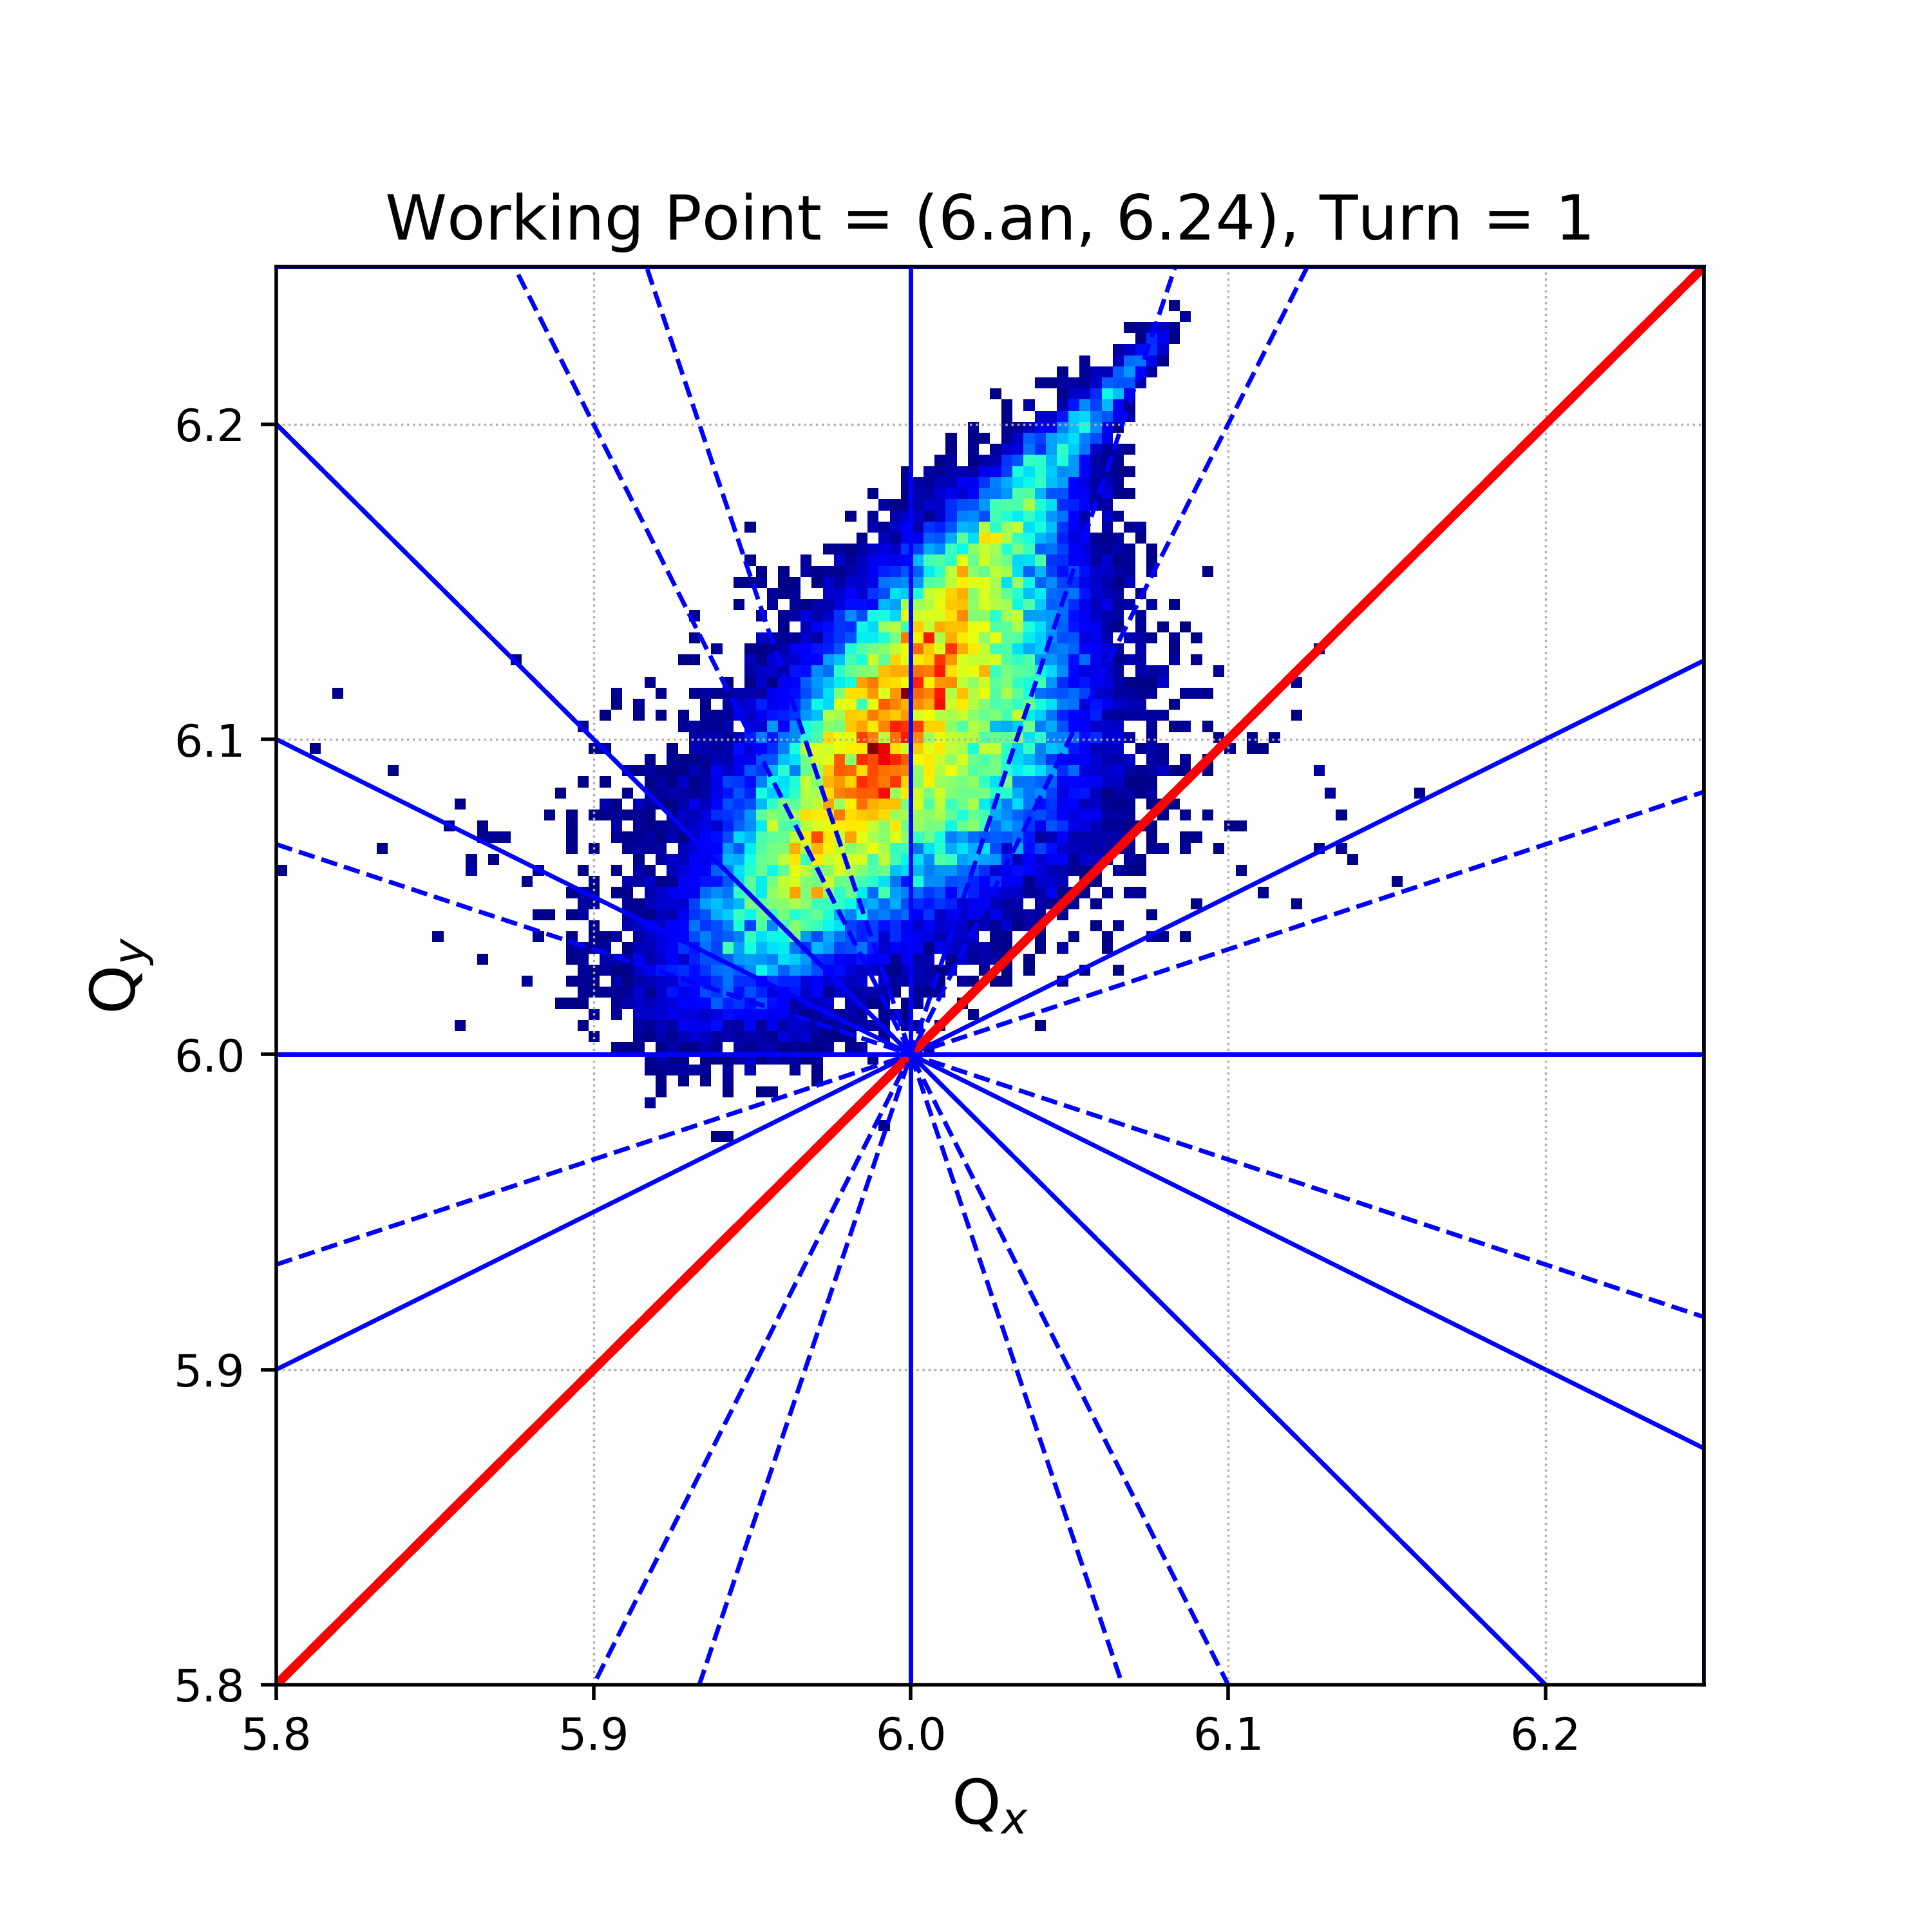 Working Point = (6.an, 6.24), Turn = 1
6.2
6.1
6.0
5.9
5.8
Qy
5.8 5.9 6.0 6.1 6.2
Qx